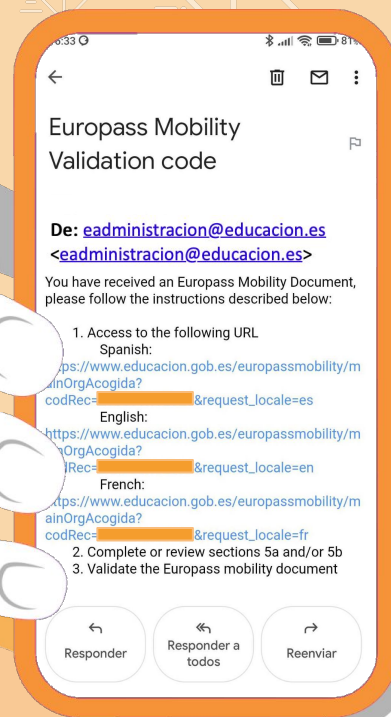 6:33
81%
Europass Mobility
Validation code
De: eadministracion@educacion.es
<eadministracion@educacion.es>
You have received an Europass Mobility Document,
please follow the instructions described below:
1. Access to the following URL
Spanish:
ttps://www.educacion.gob.es/europassmobility/m
ainOrgAcogida?
codRec= &request_locale=es
English:
https://www.educacion.gob.es/europassmobility/m
OrgAcogida?
dRec= &request_locale=en
French:
ttps://www.educacion.gob.es/europassmobility/m
ainOrgAcogida?
codRec= &request_locale=fr
2. Complete or review sections 5a and/or 5b
3. Validate the Europass mobility document
Responder
Responder a
todos
Reenviar